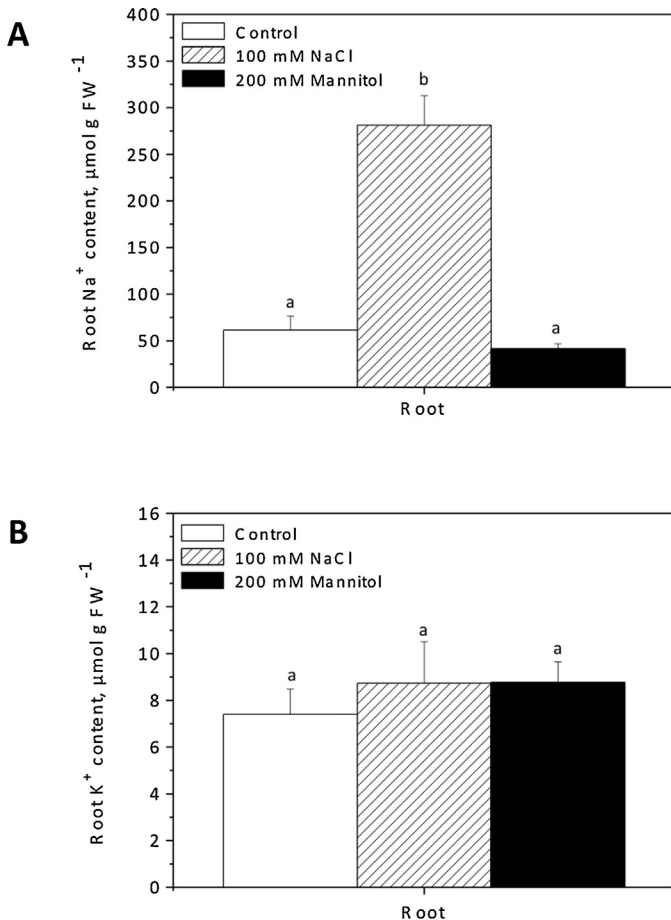 A
Root Na⁺ content, µmol g FW ⁻¹
400
350
300
250
200
150
100
50
0
Control
100 mM NaCl
200 mM Mannitol
a
b
a
Root
B
Root K⁺ content, µmol g FW ⁻¹
16
14
12
10
8
6
4
2
0
Control
100 mM NaCl
200 mM Mannitol
a
a
a
Root